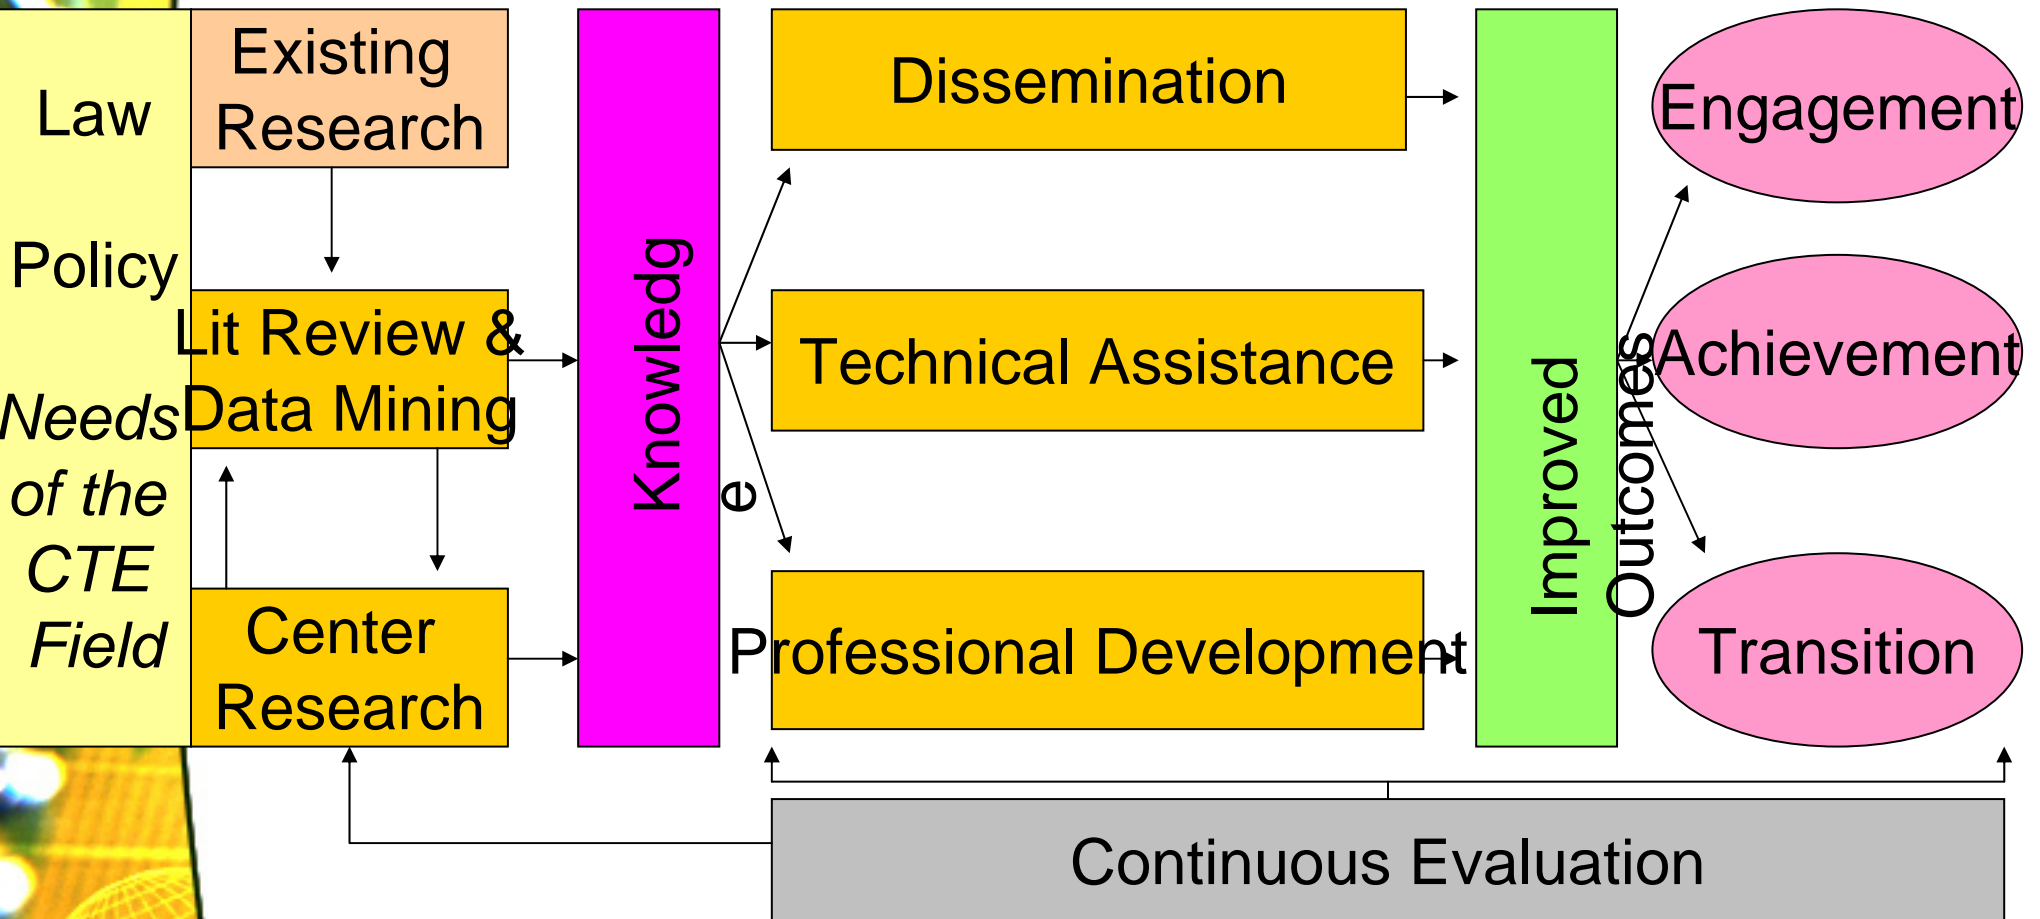 Law
Policy
Needs
of the
CTE
Field
Existing
Research
Lit Review &
Data Mining
Center
Research
Knowledg
e
Dissemination
Technical Assistance
Professional Development
Improved
Outcomes
Engagement
Achievement
Transition
Continuous Evaluation